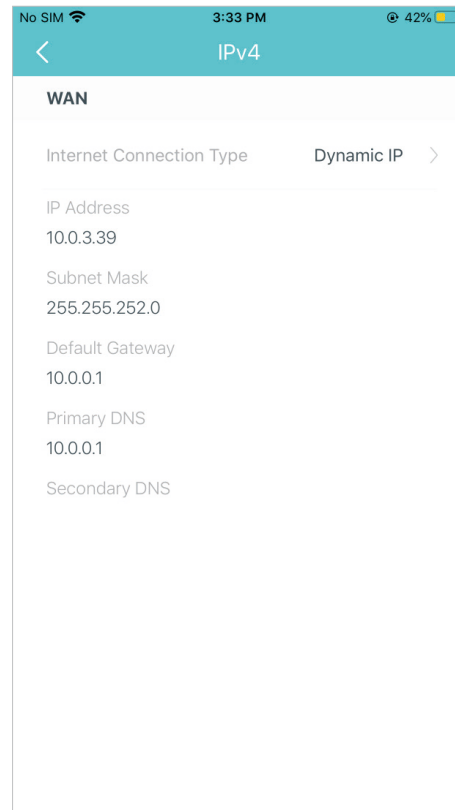 No SIM 3:33 PM 42%
IPv4
WAN
Internet Connection Type Dynamic IP
IP Address
10.0.3.39
Subnet Mask
255.255.252.0
Default Gateway
10.0.0.1
Primary DNS
10.0.0.1
Secondary DNS